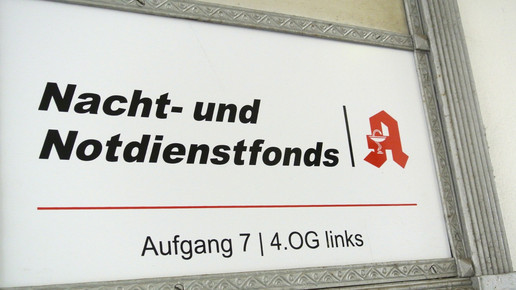 Nacht- und
Notdienstfonds
Aufgang 7 | 4.OG links